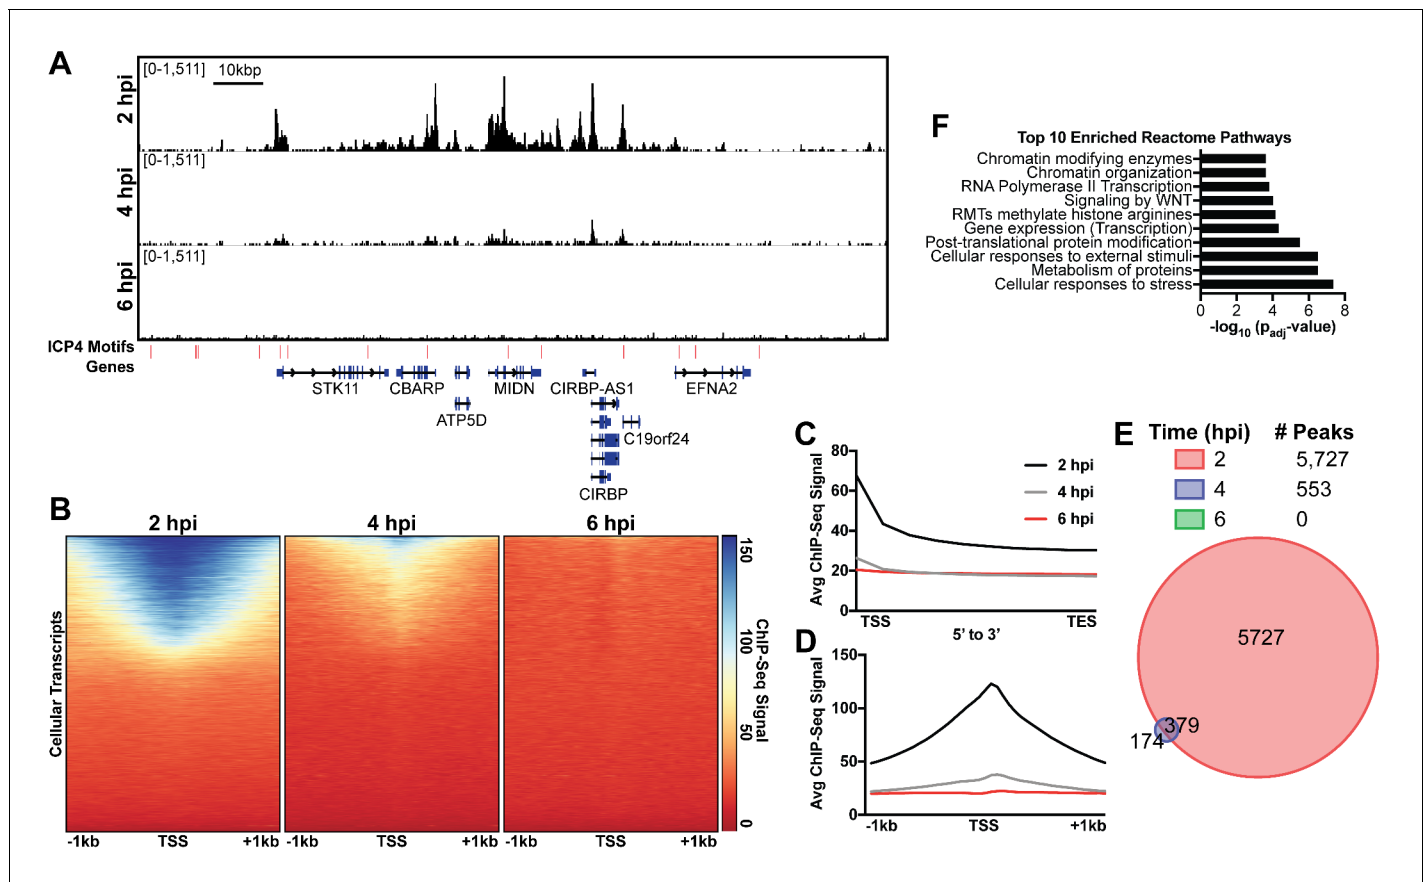 A
2 hpi
[0-1,511]
10kbp
4 hpi
[0-1,511]
6 hpi
[0-1,511]
ICP4 Motifs
Genes
STK11
CBARP
ATP5D
MIDN
CIRBP-AS1
C19orf24
CIRBP
EFNA2
B
2 hpi
4 hpi
6 hpi
Cellular Transcripts
-1kb
TSS
+1kb
-1kb
TSS
+1kb
-1kb
TSS
+1kb
150
100
50
0
ChIP-Seq Signal
C
Avg ChIP-Seq Signal
80
60
40
20
0
TSS
5’ to 3’
TES
2 hpi
4 hpi
6 hpi
D
Avg ChIP-Seq Signal
150
100
50
0
-1kb
TSS
+1kb
E
Time (hpi) # Peaks
2 5,727
4 553
6 0
5727
379
174
F
Top 10 Enriched Reactome Pathways
Chromatin modifying enzymes
Chromatin organization
RNA Polymerase II Transcription
Signaling by WNT
RMTs methylate histone arginines
Gene expression (Transcription)
Post-translational protein modification
Cellular responses to external stimuli
Metabolism of proteins
Cellular responses to stress
0 2 4 6 8
-log10 (padj-value)